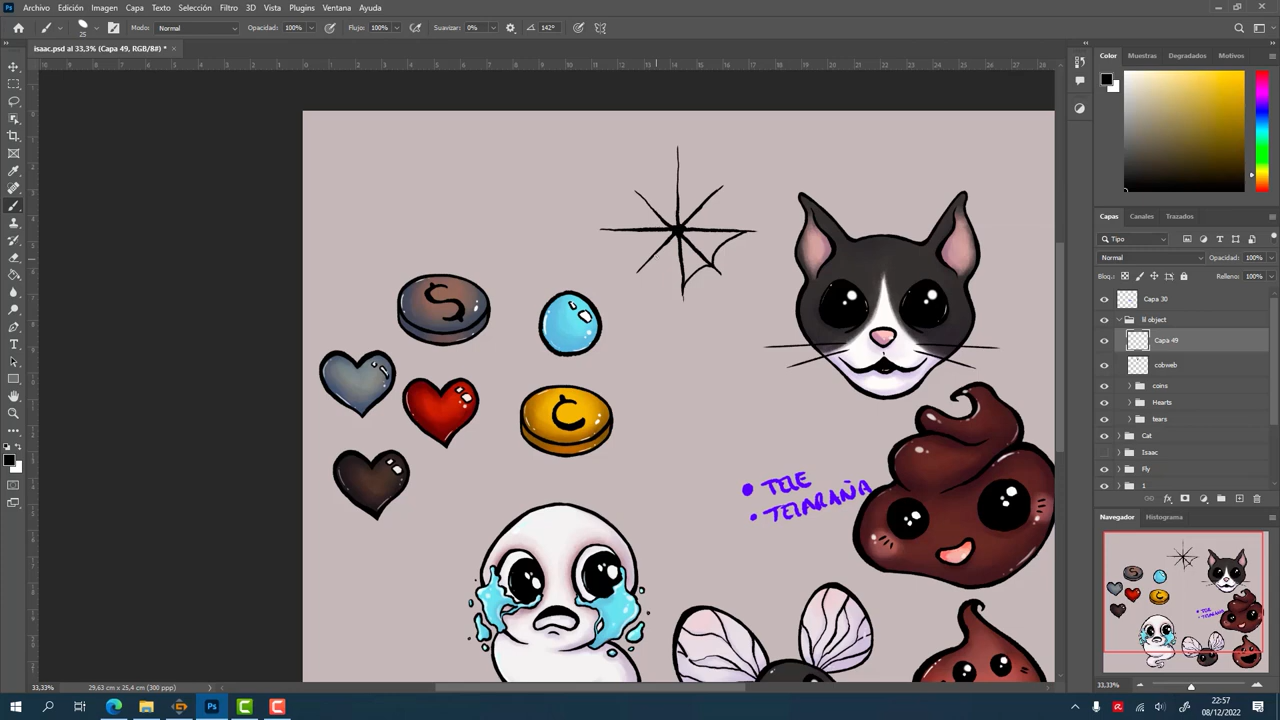 Ps Archivo Edición Imagen Capa Texto Selección Filtro 3D Vista Plugins Ventana Ayuda
25 Modo: Normal Opacidad: 100% Flujo: 100% Suavizar: 0% 142°
isaac.psd al 33,3% (Capa 49, RGB/8#) * ×
Color Muestras Degradados Motivos
Capas Canales Trazados
Tipo
Normal Opacidad: 100%
Bloq.: Relleno: 100%
Capa 30
lil object
Capa 49
cobweb
coins
Hearts
tears
Cat
Isaac
Fly
1
S
C
• TELE
• TELARAÑA
Navegador Histograma
33,33%
33,33% 29,63 cm x 25,4 cm (300 ppp)
22:57
08/12/2022